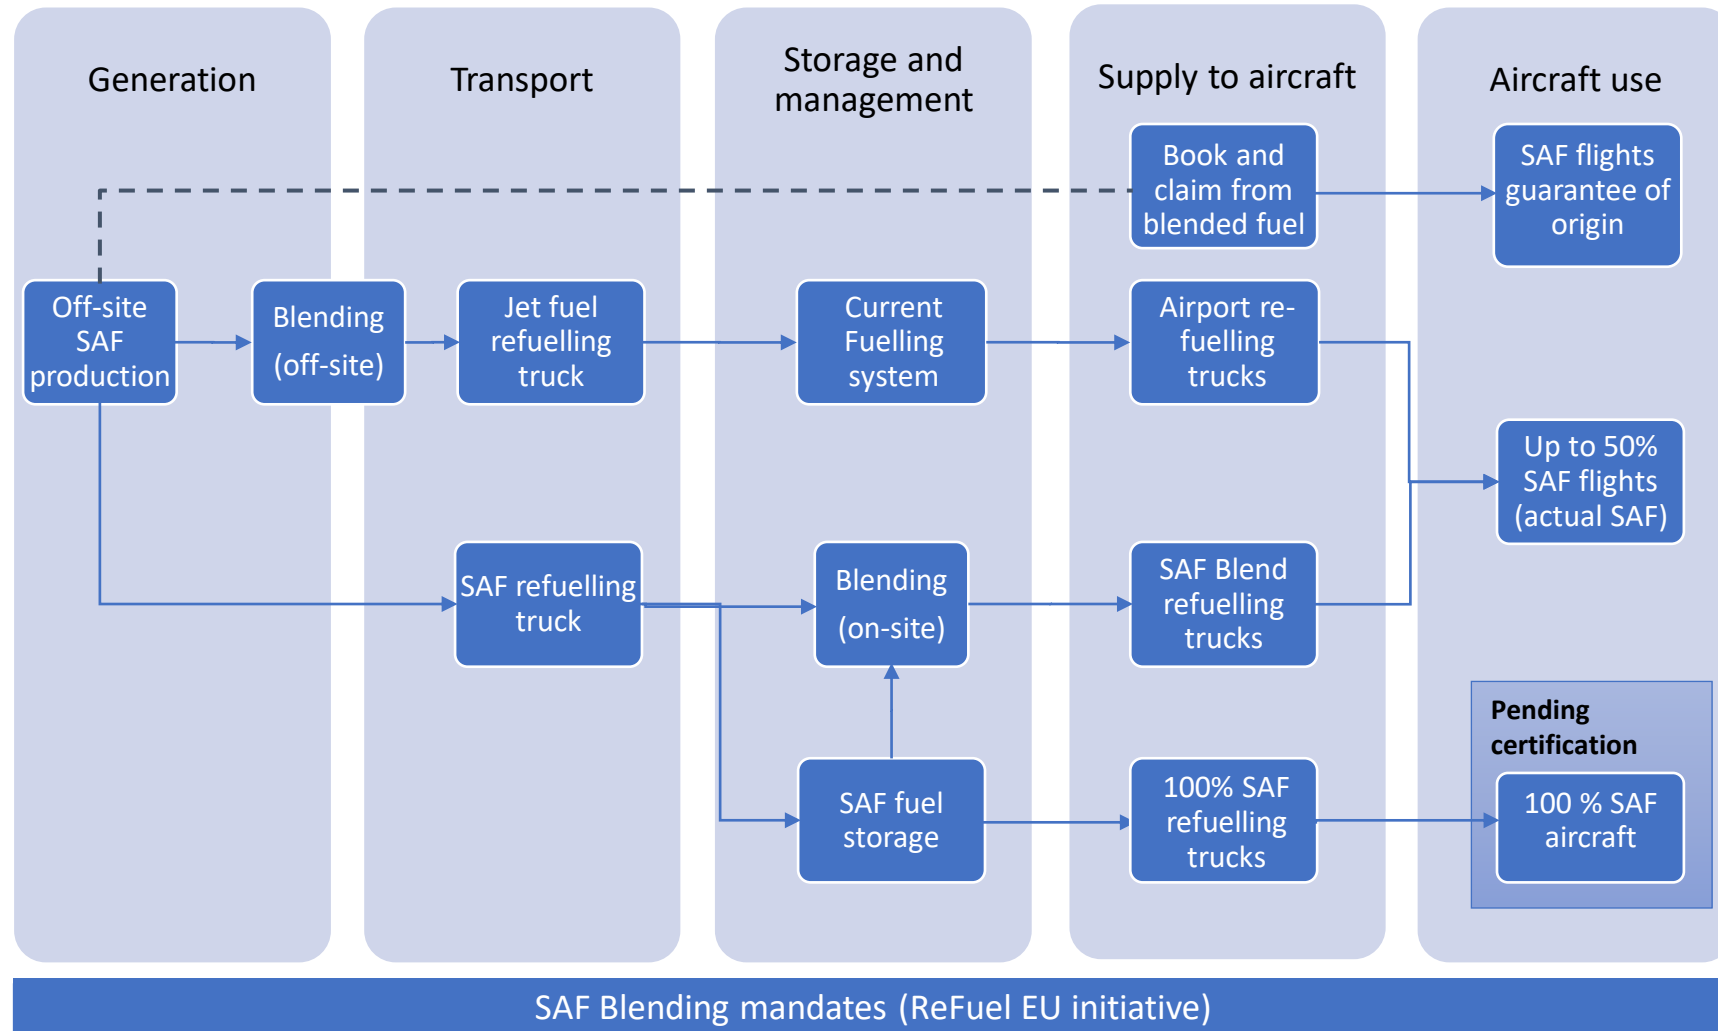 Generation
Transport
Storage and
management
Supply to aircraft
Aircraft use
Book and
claim from
blended fuel
SAF flights
guarantee of
origin
Off-site
SAF
production
Blending
(off-site)
Jet fuel
refuelling
truck
Current
Fuelling
system
Airport re-
fuelling
trucks
Up to 50%
SAF flights
(actual SAF)
SAF refuelling
truck
Blending
(on-site)
SAF Blend
refuelling
trucks
Pending
certification
SAF fuel
storage
100% SAF
refuelling
trucks
100 % SAF
aircraft
SAF Blending mandates (ReFuel EU initiative)